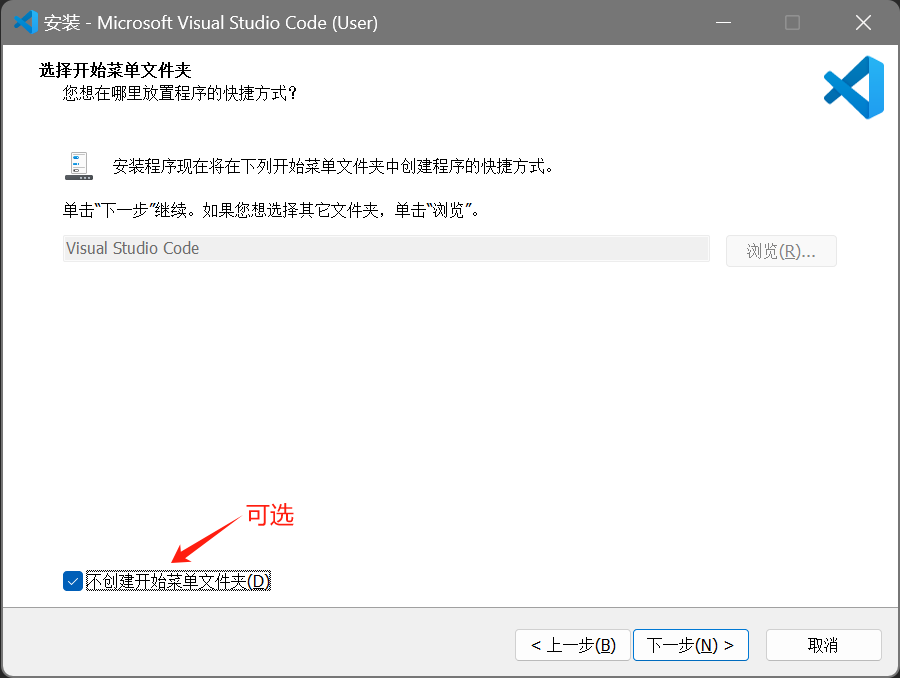 安装 - Microsoft Visual Studio Code (User)
选择开始菜单文件夹
您想在哪里放置程序的快捷方式？
安装程序现在将在下列开始菜单文件夹中创建程序的快捷方式。
单击“下一步”继续。如果您想选择其它文件夹，单击“浏览”。
Visual Studio Code
浏览(R)...
可选
不创建开始菜单文件夹(D)
< 上一步(B)
下一步(N) >
取消